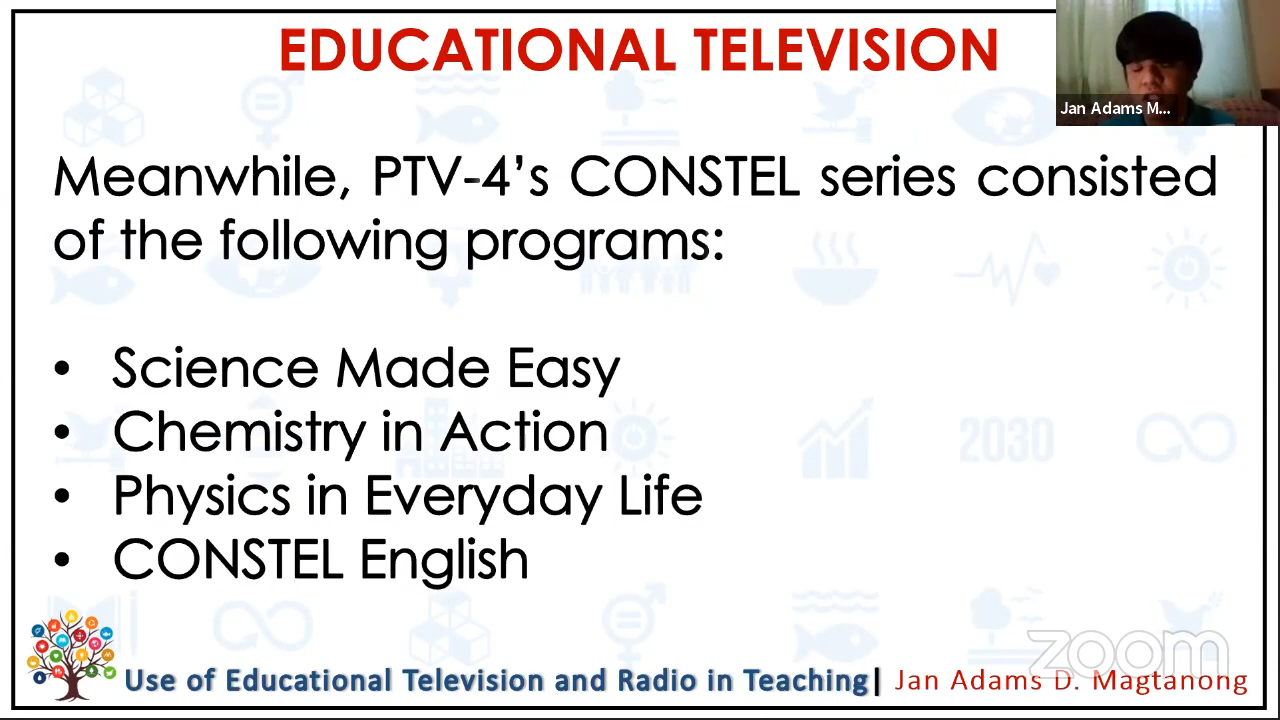 EDUCATIONAL TELEVISION
Jan Adams M...
Meanwhile, PTV-4’s CONSTEL series consisted
of the following programs:
• Science Made Easy
• Chemistry in Action
• Physics in Everyday Life
• CONSTEL English
2030
zoom
Use of Educational Television and Radio in Teaching| Jan Adams D. Magtanong